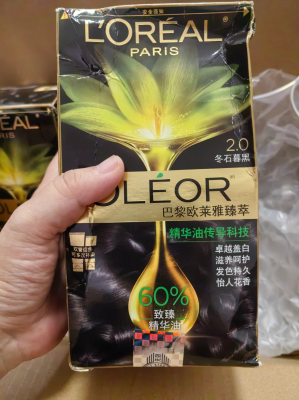 L'ORÉAL
PARIS
2.0
冬石暮黑
OLÉOR
巴黎欧莱雅臻萃
精华油传导科技
卓越盖白
滋养呵护
发色持久
怡人花香
60%
致臻
精华油
L'ORÉAL
PARIS